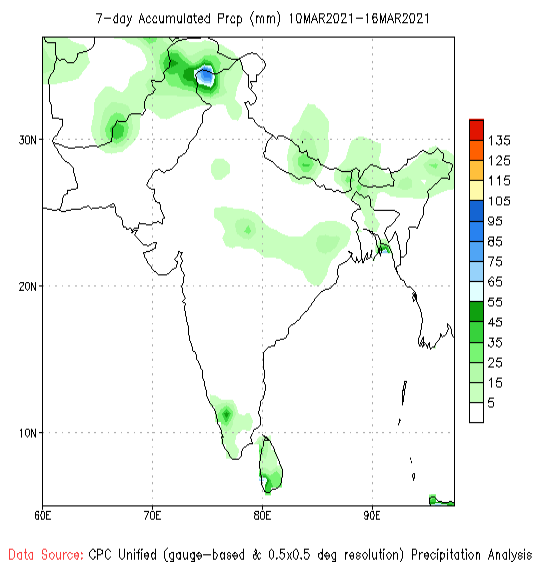 7-day Accumulated Prcp (mm) 10MAR2021-16MAR2021
30N
20N
10N
60E 70E 80E 90E
135
125
115
105
95
85
75
65
55
45
35
25
15
5
Data Source: CPC Unified (gauge-based & 0.5x0.5 deg resolution) Precipitation Analysis